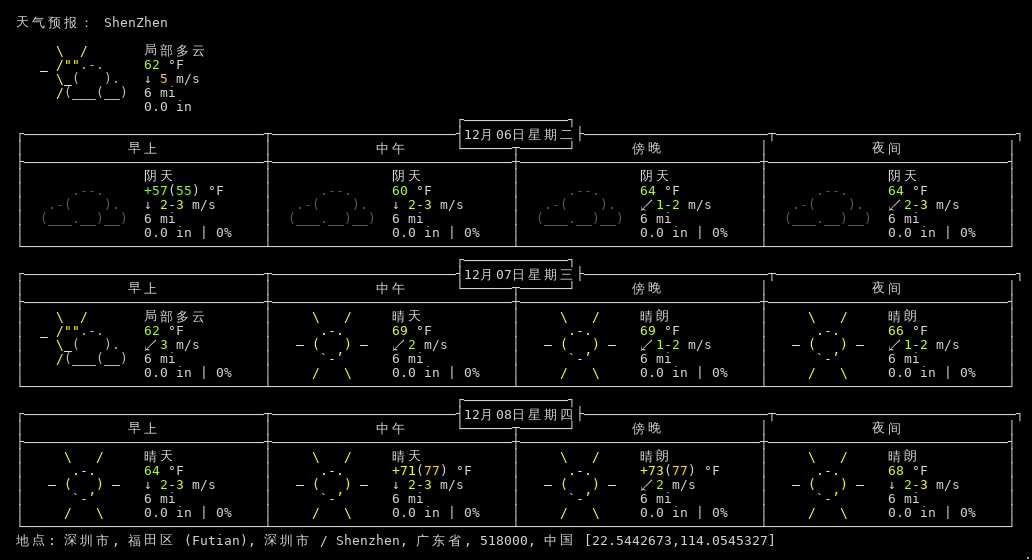 天气预报： ShenZhen
局部多云
62 °F
↓ 5 m/s
6 mi
0.0 in
12月06日星期二
早上 中午 傍晚 夜间
阴天 阴天 阴天 阴天
+57(55) °F 60 °F 64 °F 64 °F
↓ 2-3 m/s ↓ 2-3 m/s ↙ 1-2 m/s ↙ 2-3 m/s
6 mi 6 mi 6 mi 6 mi
0.0 in | 0% 0.0 in | 0% 0.0 in | 0% 0.0 in | 0%
12月07日星期三
早上 中午 傍晚 夜间
局部多云 晴天 晴朗 晴朗
62 °F 69 °F 69 °F 66 °F
↙ 3 m/s ↙ 2 m/s ↙ 1-2 m/s ↙ 1-2 m/s
6 mi 6 mi 6 mi 6 mi
0.0 in | 0% 0.0 in | 0% 0.0 in | 0% 0.0 in | 0%
12月08日星期四
早上 中午 傍晚 夜间
晴天 晴天 晴朗 晴朗
64 °F +71(77) °F +73(77) °F 68 °F
↓ 2-3 m/s ↓ 2-3 m/s ↙ 2 m/s ↓ 2-3 m/s
6 mi 6 mi 6 mi 6 mi
0.0 in | 0% 0.0 in | 0% 0.0 in | 0% 0.0 in | 0%
地点: 深圳市, 福田区 (Futian), 深圳市 / Shenzhen, 广东省, 518000, 中国 [22.5442673,114.0545327]